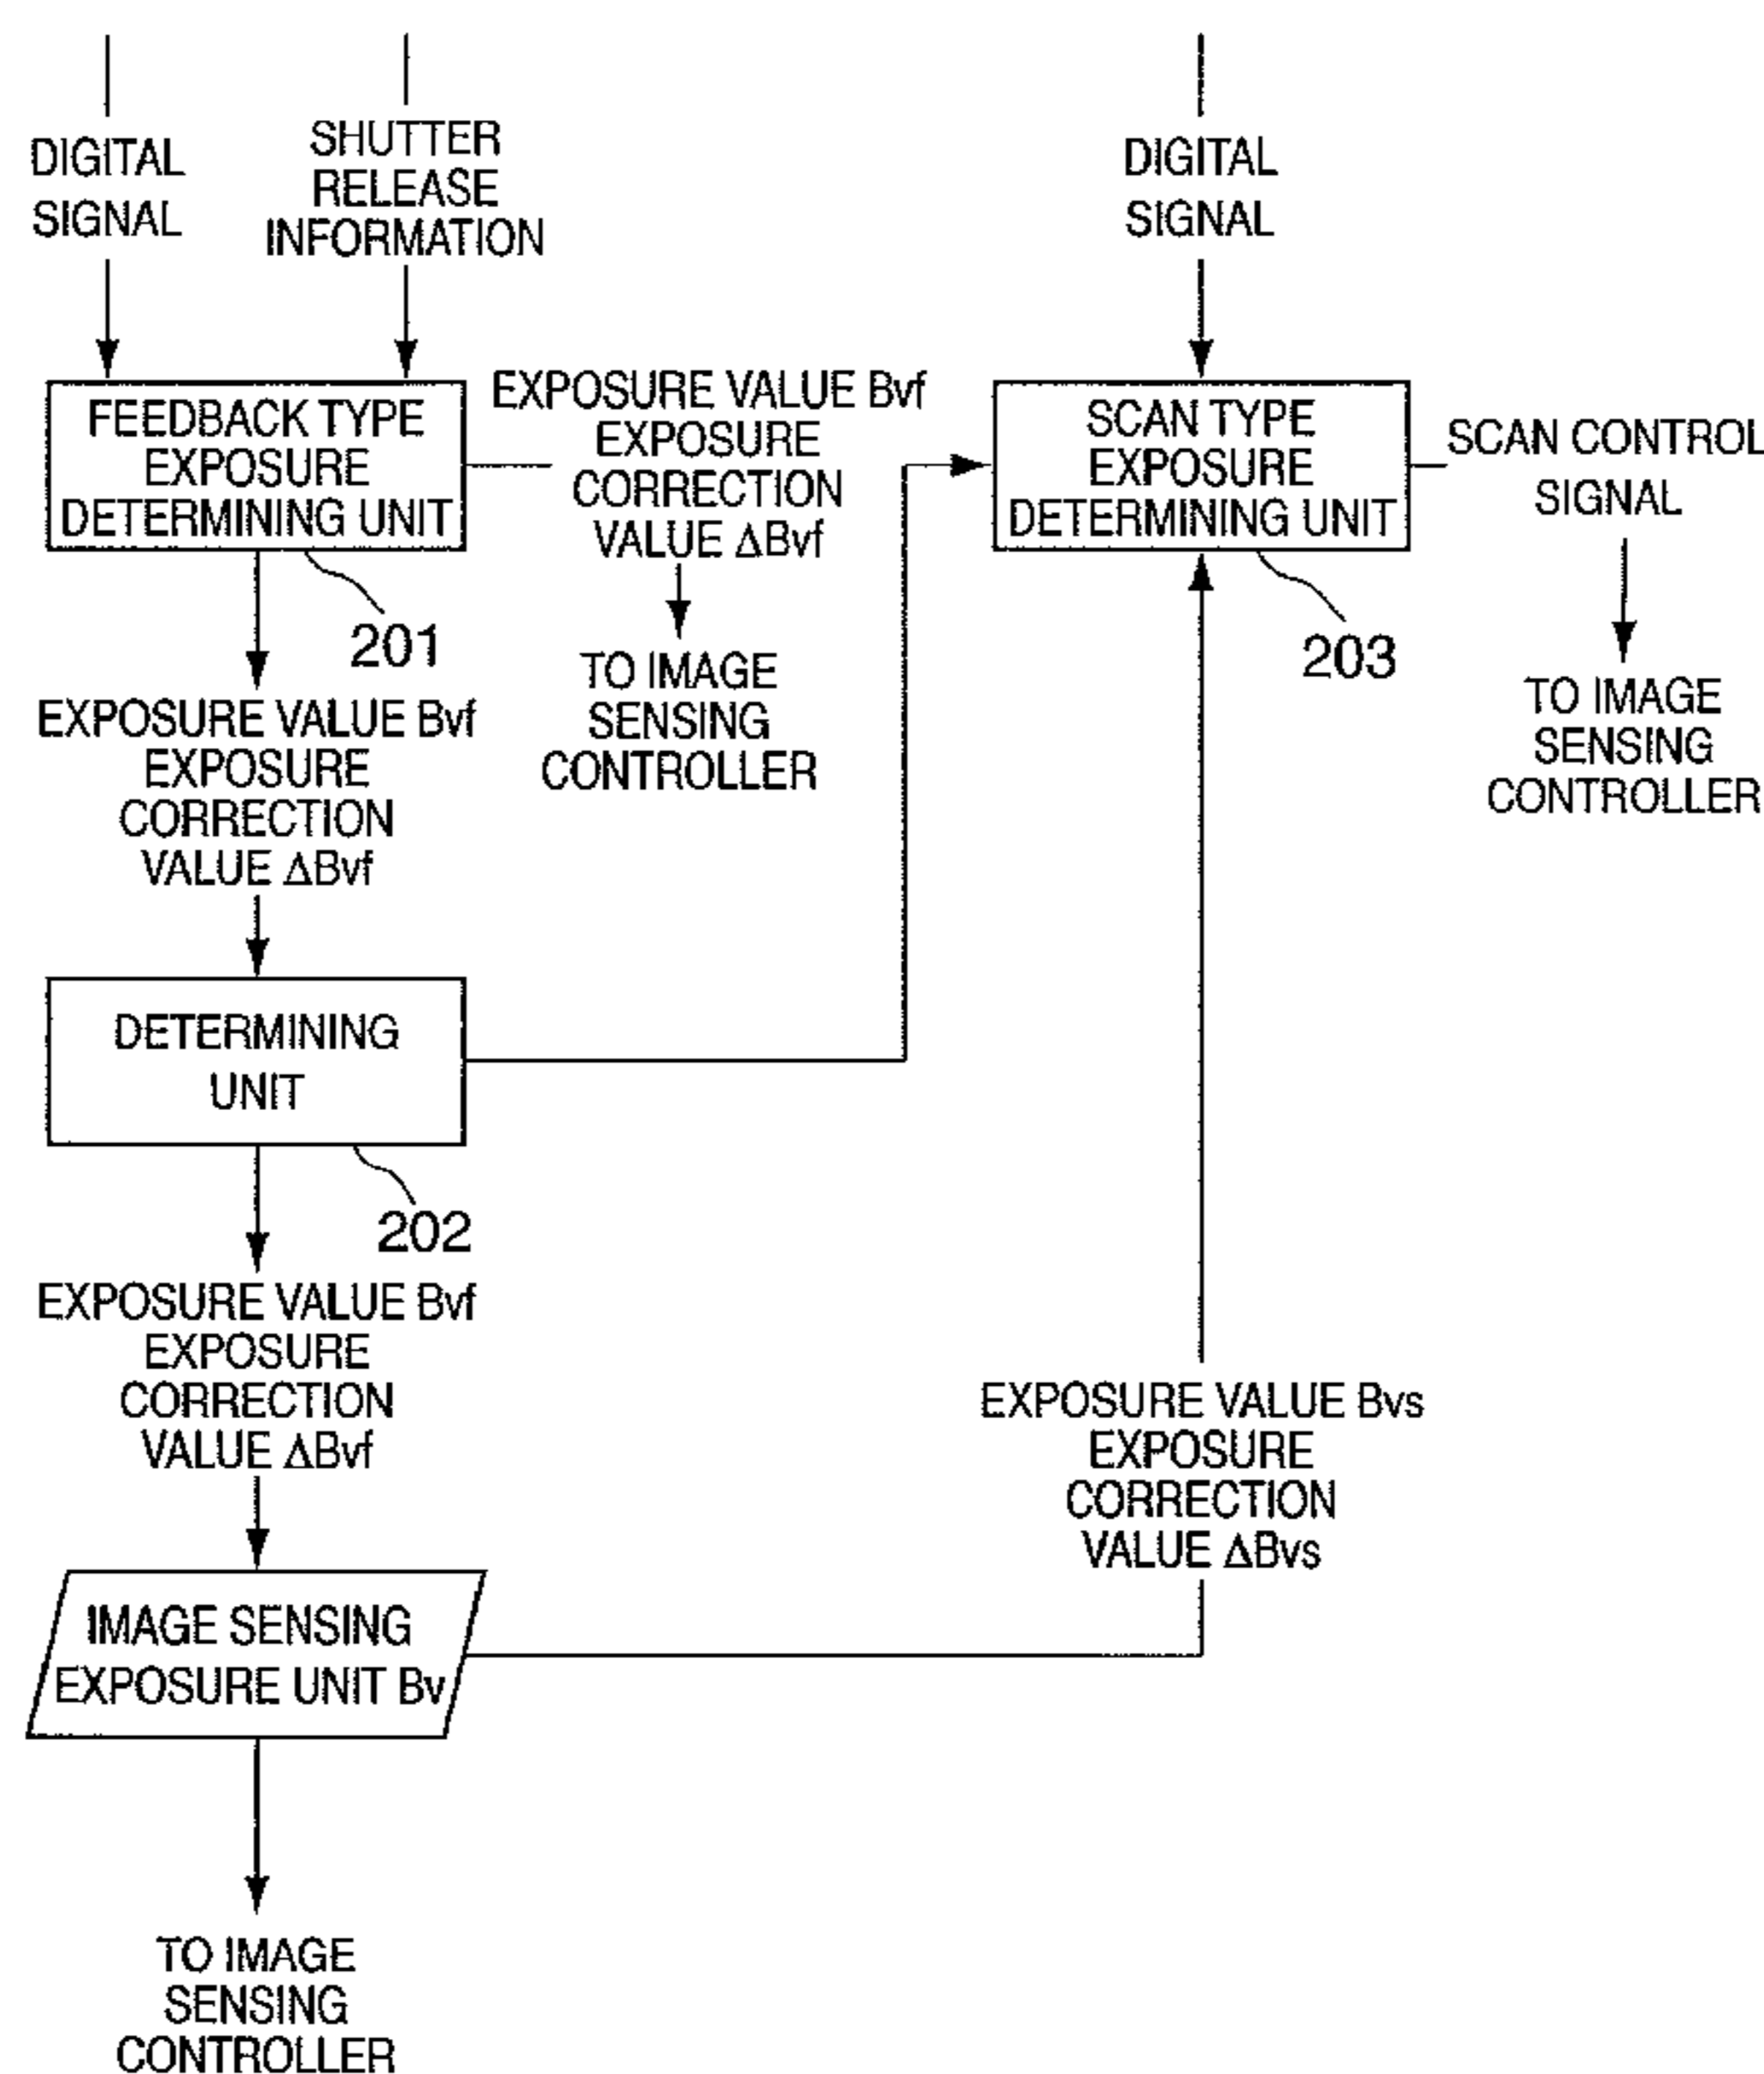 DIGITAL
SIGNAL
SHUTTER
RELEASE
INFORMATION
DIGITAL
SIGNAL
FEEDBACK TYPE
EXPOSURE
DETERMINING UNIT
201
EXPOSURE VALUE Bvf
EXPOSURE
CORRECTION
VALUE ΔBvf
TO IMAGE
SENSING
CONTROLLER
SCAN TYPE
EXPOSURE
DETERMINING UNIT
203
SCAN CONTROL
SIGNAL
TO IMAGE
SENSING
CONTROLLER
EXPOSURE VALUE Bvf
EXPOSURE
CORRECTION
VALUE ΔBvf
DETERMINING
UNIT
202
EXPOSURE VALUE Bvf
EXPOSURE
CORRECTION
VALUE ΔBvf
EXPOSURE VALUE Bvs
EXPOSURE
CORRECTION
VALUE ΔBvs
IMAGE SENSING
EXPOSURE UNIT Bv
TO IMAGE
SENSING
CONTROLLER